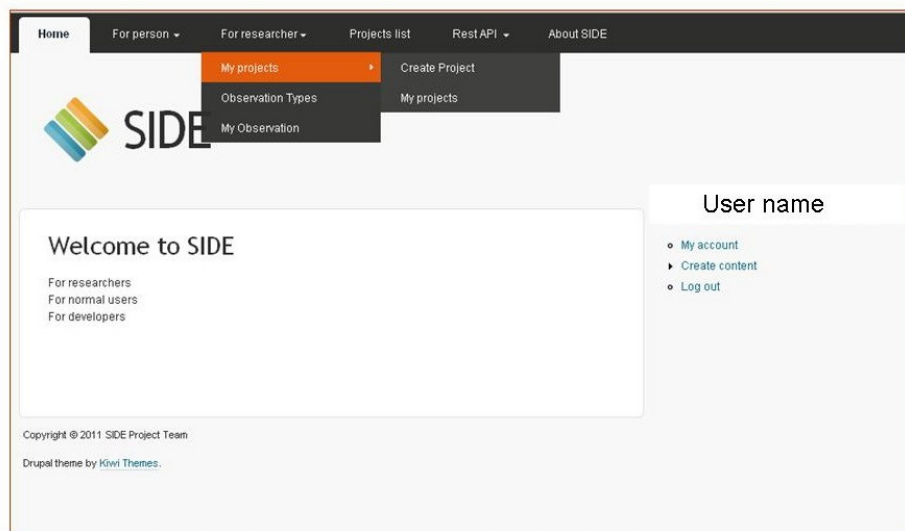 Home For person For researcher Projects list Rest API About SIDE
My projects Create Project
Observation Types My projects
My Observation
SIDE
User name
Welcome to SIDE
For researchers
For normal users
For developers
My account
Create content
Log out
Copyright © 2011 SIDE Project Team
Drupal theme by Kiwi Themes.